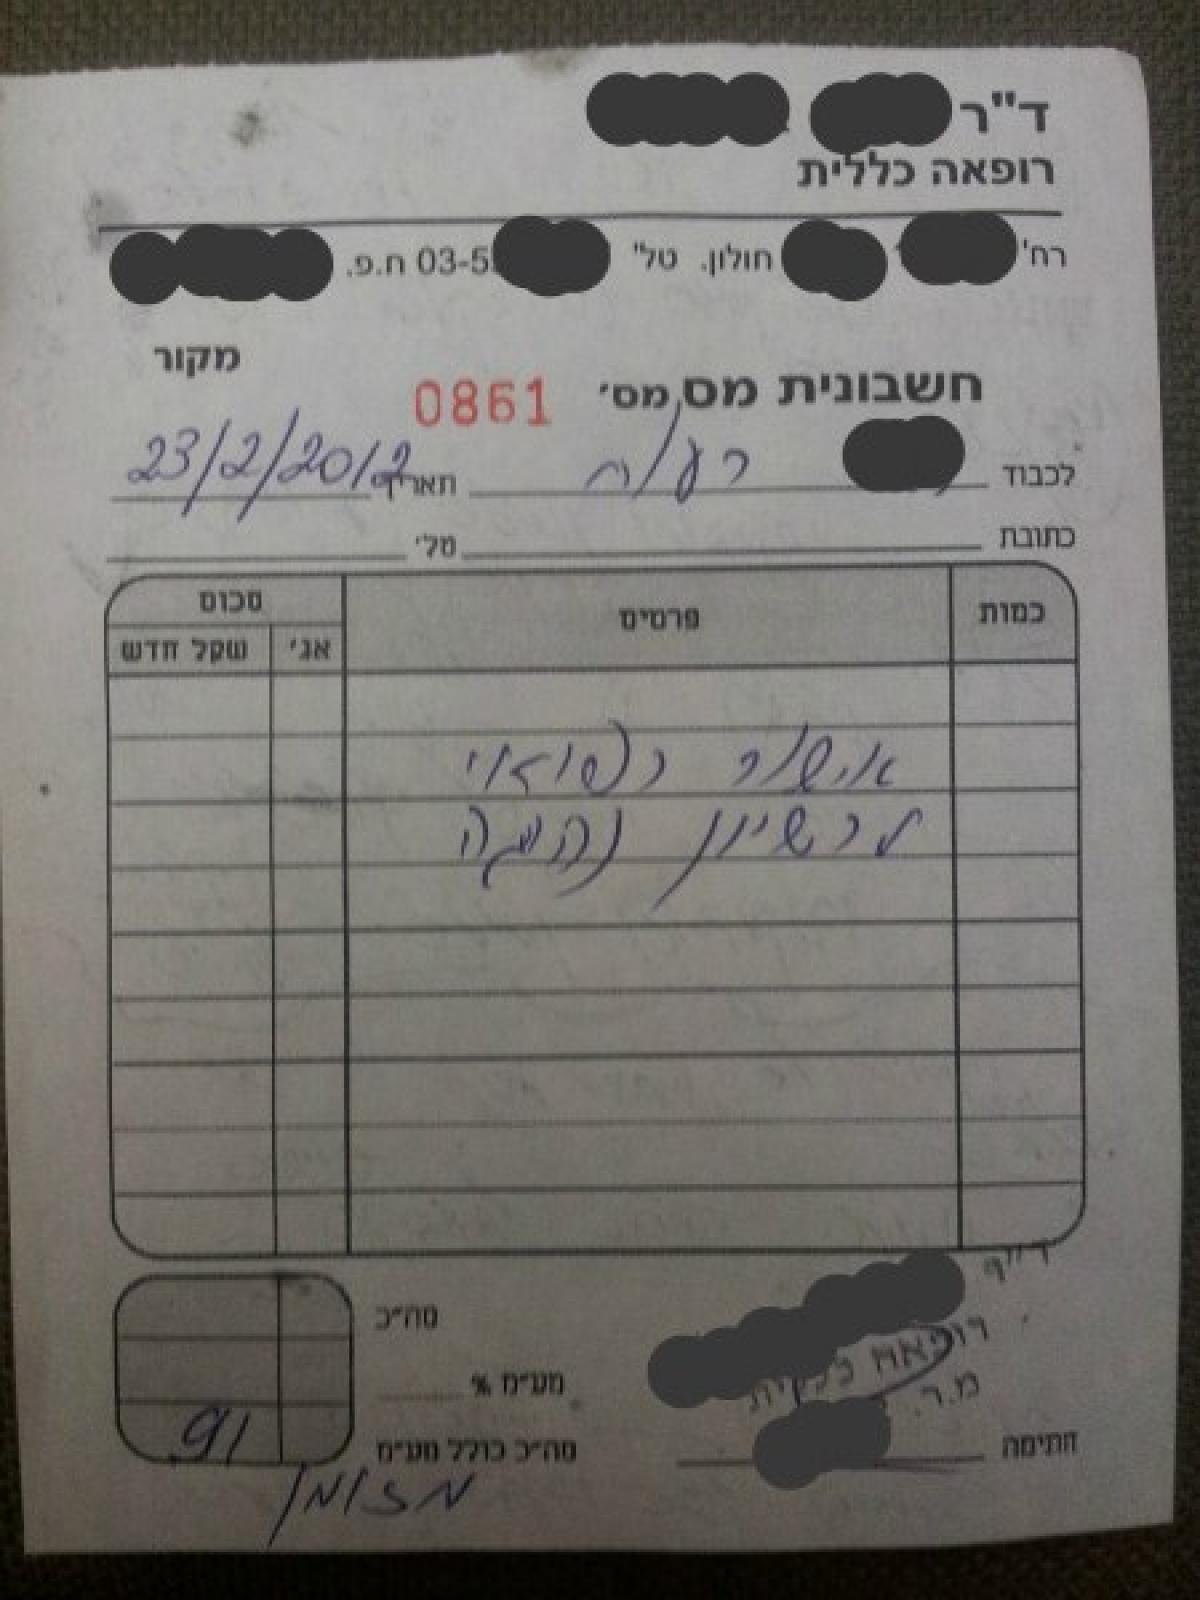 ד"ר
רופאה כללית
רח' חולון. טל' 03-5 ח.פ.
מקור
חשבונית מס מס' 0861
לכבוד תאריך 23/2/2012
כתובת טל'
כמות פרטים סכום
אג' שקל חדש
אישור רפואי
לרשיון נהיגה
סה"כ
מע"מ %
סה"כ כולל מע"מ 91
מזומן
ד"ר
רופאה כללית
מ.ר.
חתימה